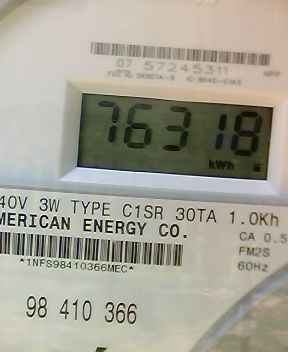 07 57245311
76318
kWh
40V 3W TYPE C1SR 30TA 1.0Kh
MERICAN ENERGY CO.
CA 0.5
*1NFS98410366MEC*
FM2S
60Hz
98 410 366